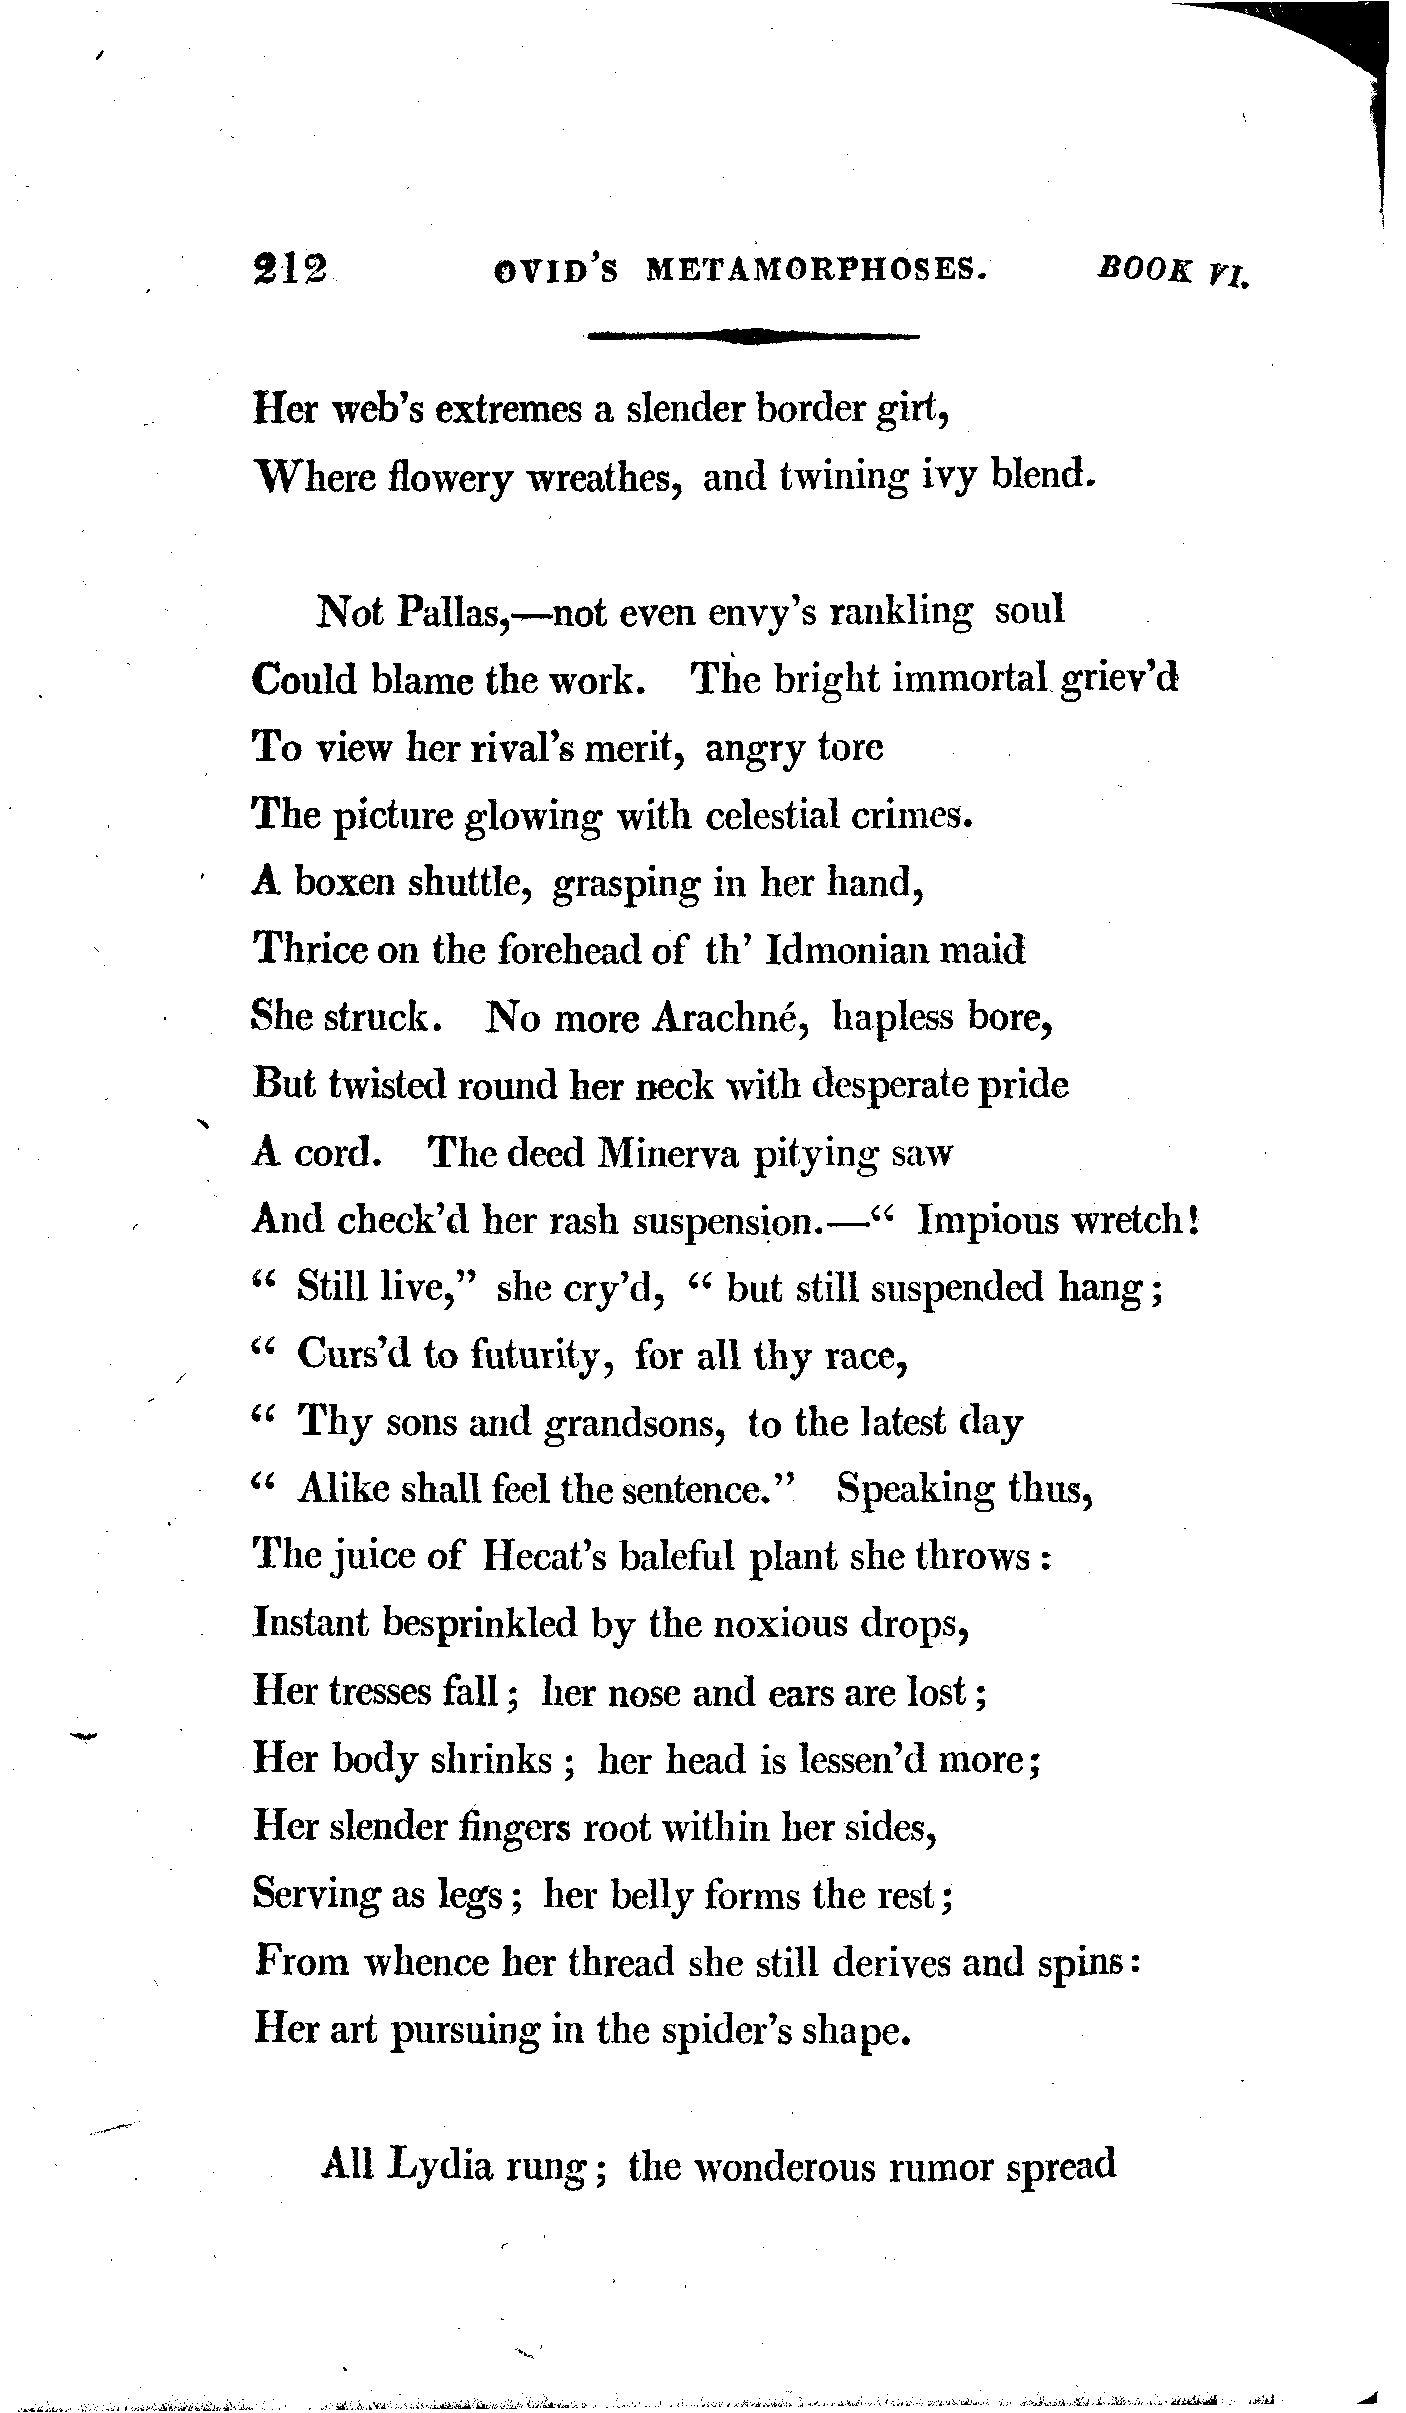 212 OVID'S METAMORPHOSES. BOOK VI.
Her web's extremes a slender border girt,
Where flowery wreathes, and twining ivy blend.
Not Pallas,—not even envy's rankling soul
Could blame the work. The bright immortal griev'd
To view her rival's merit, angry tore
The picture glowing with celestial crimes.
A boxen shuttle, grasping in her hand,
Thrice on the forehead of th' Idmonian maid
She struck. No more Arachné, hapless bore,
But twisted round her neck with desperate pride
A cord. The deed Minerva pitying saw
And check'd her rash suspension.—“ Impious wretch!
“ Still live,” she cry'd, “ but still suspended hang;
“ Curs'd to futurity, for all thy race,
“ Thy sons and grandsons, to the latest day
“ Alike shall feel the sentence.” Speaking thus,
The juice of Hecat's baleful plant she throws :
Instant besprinkled by the noxious drops,
Her tresses fall ; her nose and ears are lost ;
Her body shrinks ; her head is lessen'd more;
Her slender fingers root within her sides,
Serving as legs ; her belly forms the rest ;
From whence her thread she still derives and spins :
Her art pursuing in the spider's shape.
All Lydia rung ; the wonderous rumor spread